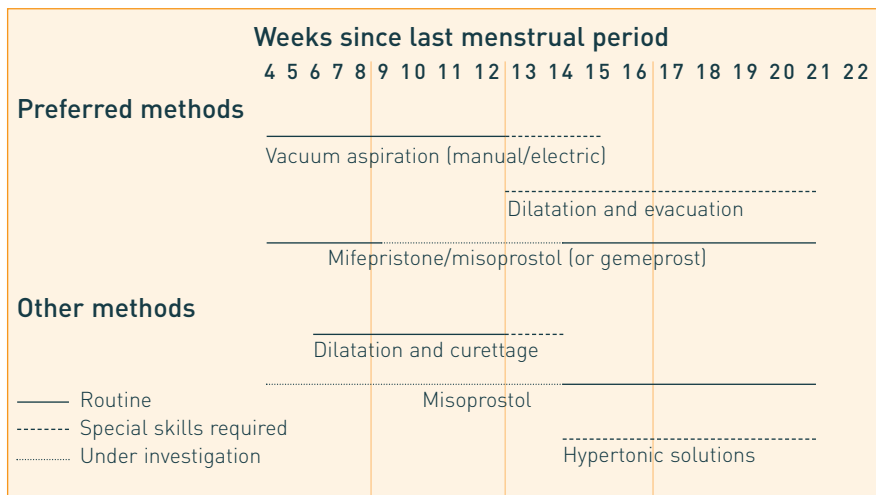 Weeks since last menstrual period
4 5 6 7 8 9 10 11 12 13 14 15 16 17 18 19 20 21 22
Preferred methods
Vacuum aspiration (manual/electric)
Dilatation and evacuation
Mifepristone/misoprostol (or gemeprost)
Other methods
Dilatation and curettage
Misoprostol
Hypertonic solutions
Routine
Special skills required
Under investigation